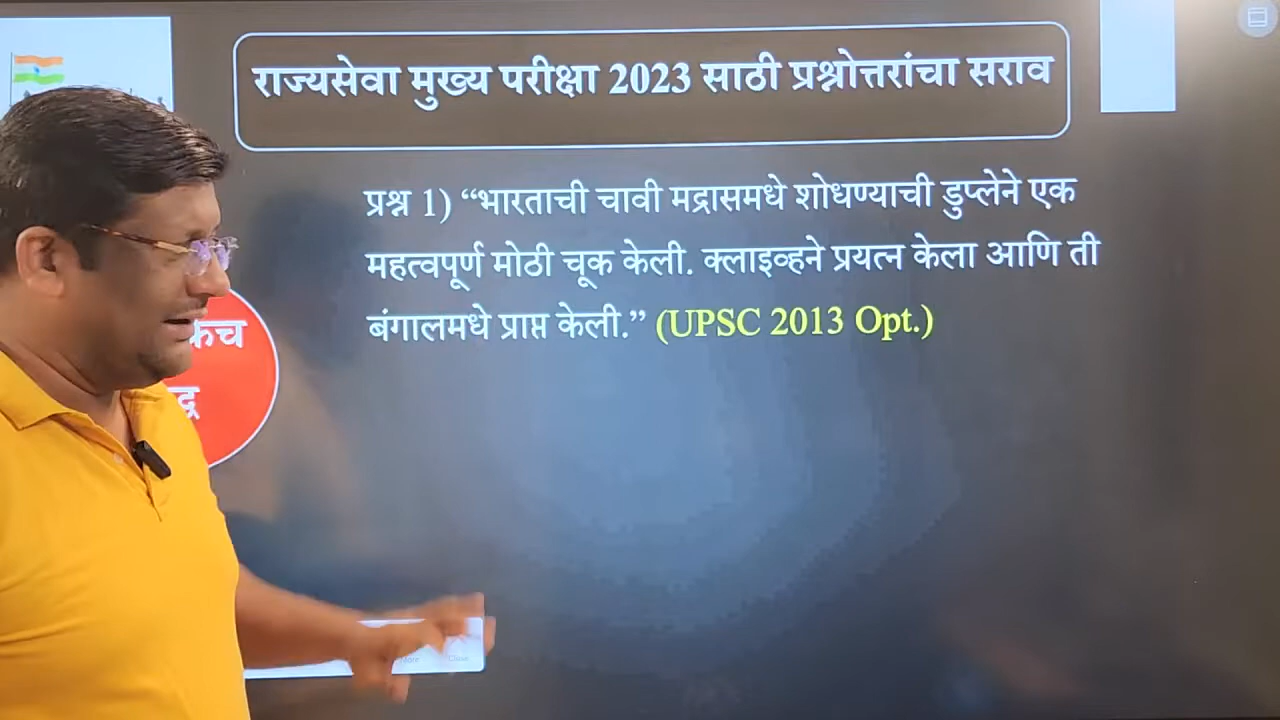 राज्यसेवा मुख्य परीक्षा 2023 साठी प्रश्नोत्तरांचा सराव
प्रश्न 1) “भारताची चावी मद्रासमधे शोधण्याची डुप्लेने एक
महत्वपूर्ण मोठी चूक केली. क्लाइव्हने प्रयत्न केला आणि ती
बंगालमधे प्राप्त केली.” (UPSC 2013 Opt.)
Close